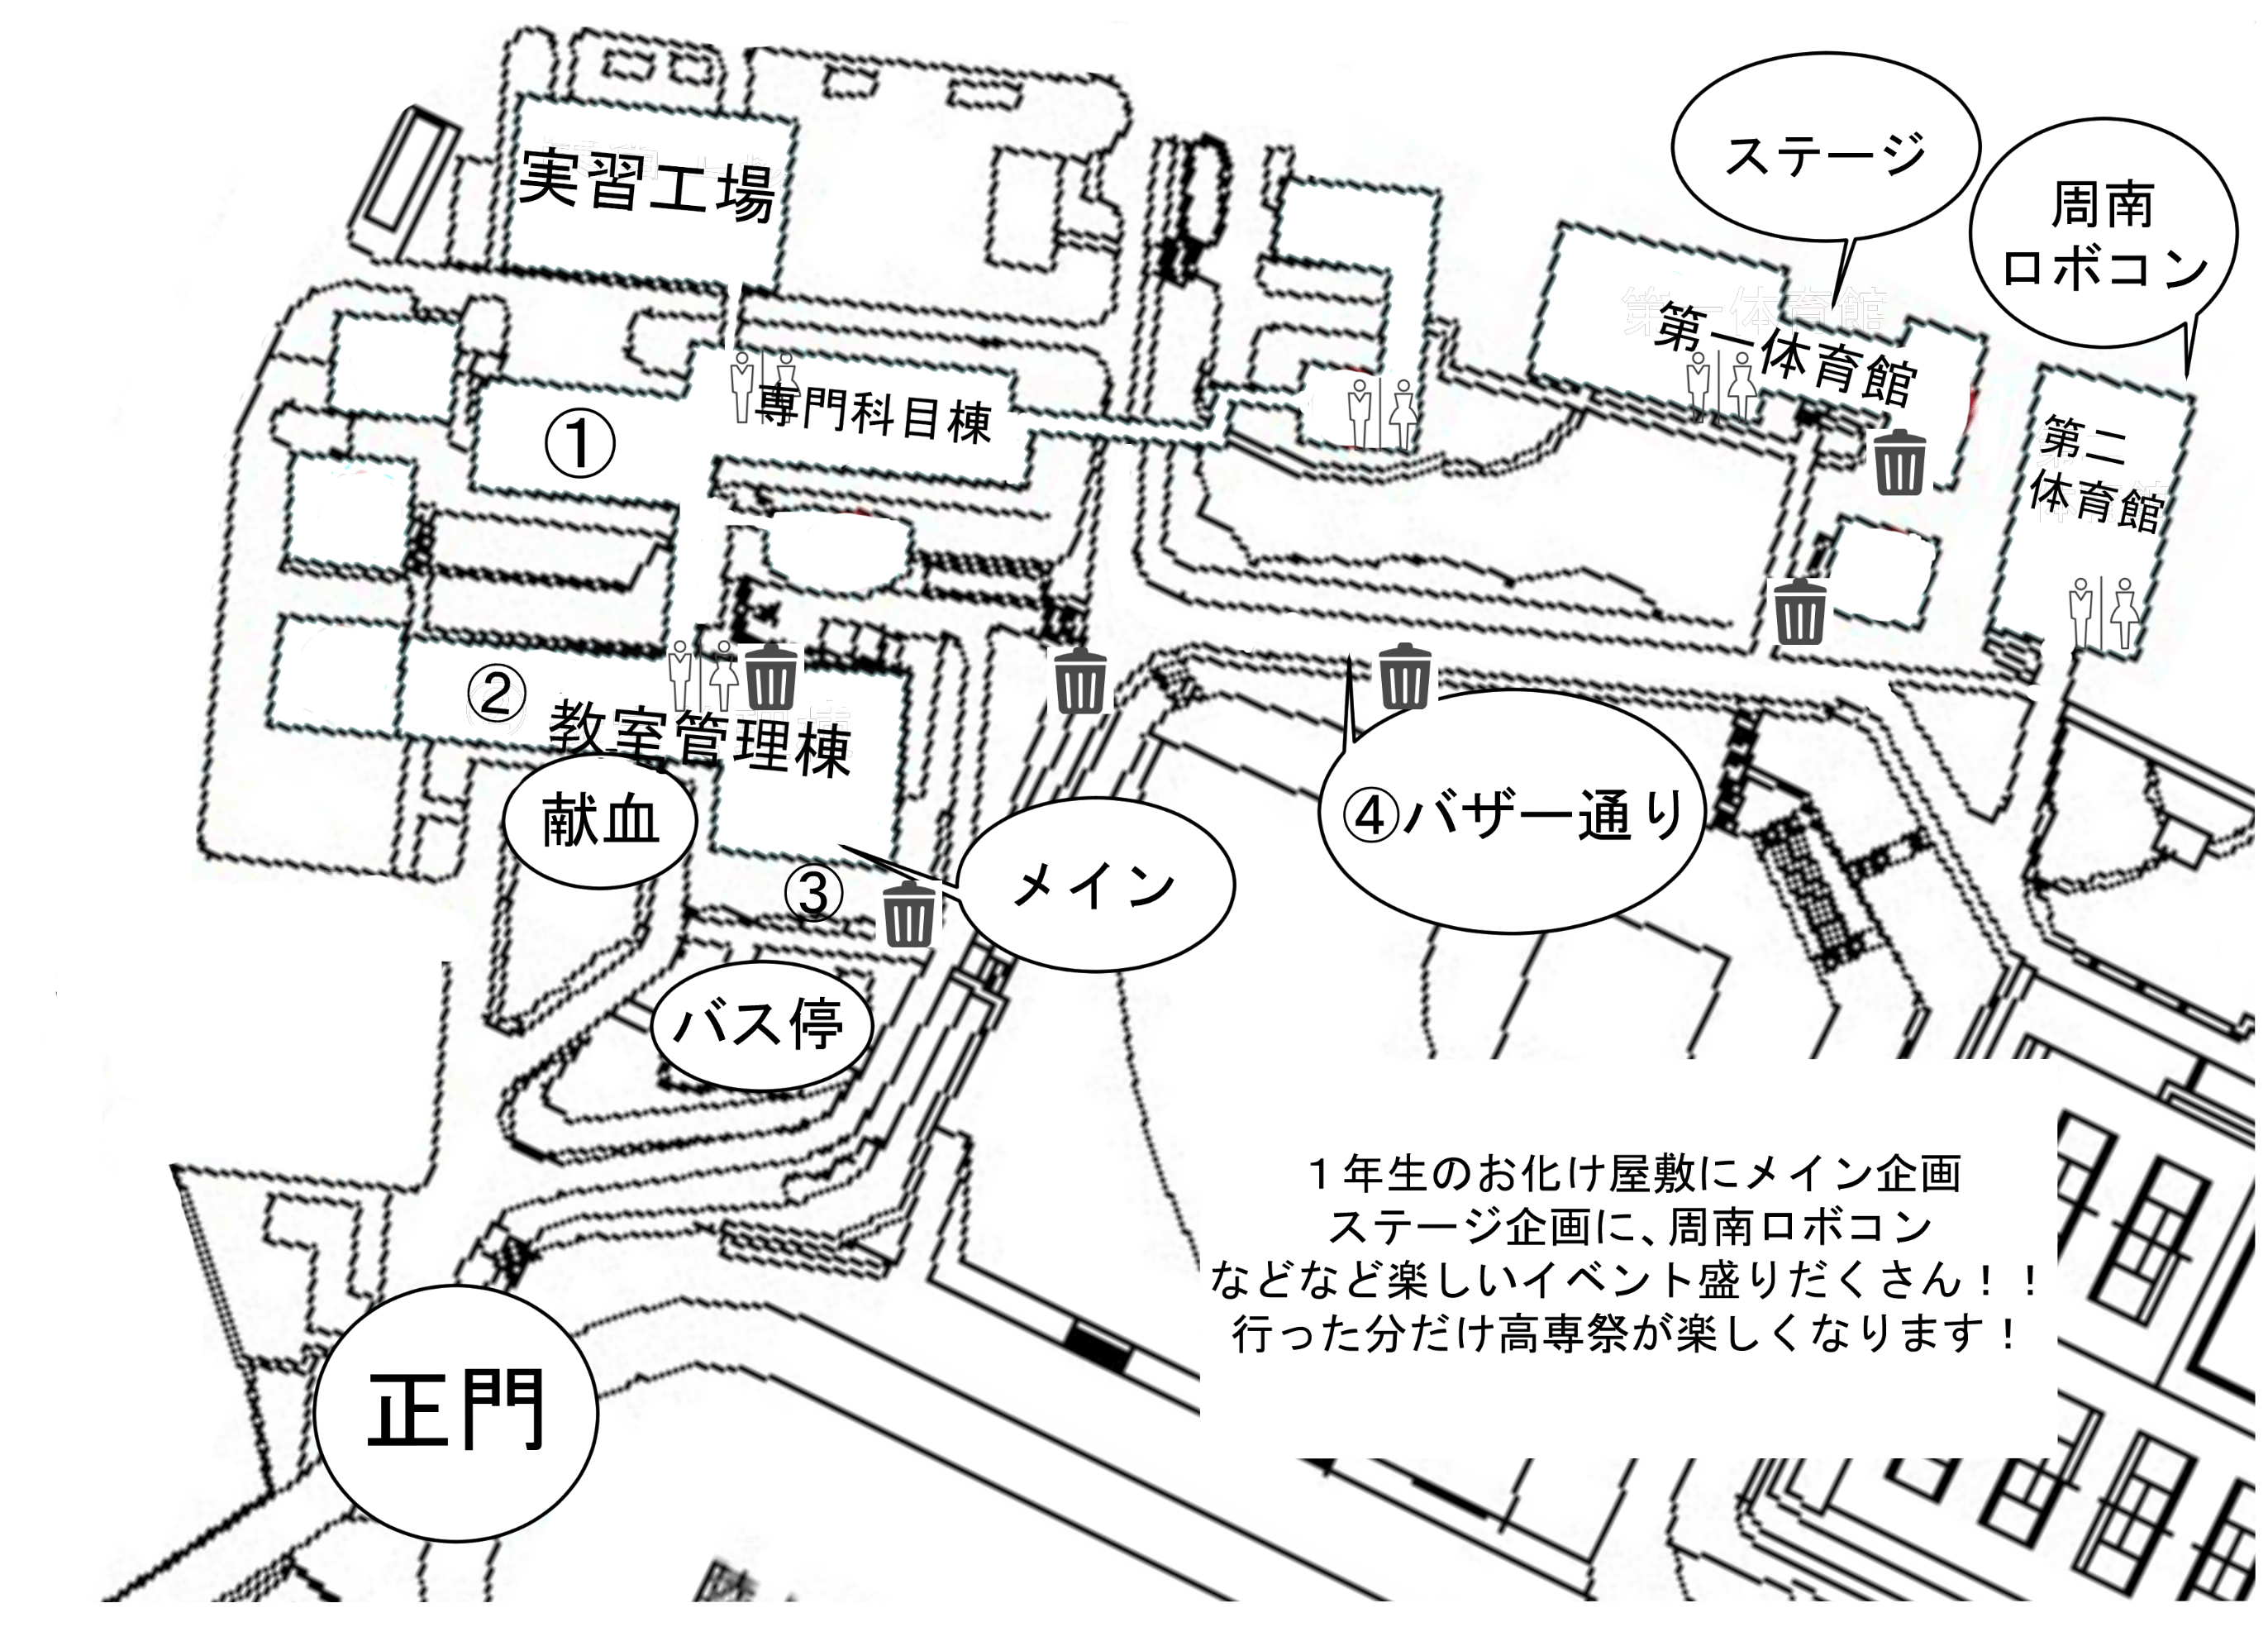 実習工場
ステージ
周南
ロボコン
第一体育館
①
専門科目棟
第二
体育館
②
教室管理棟
献血
③
メイン
④バザー通り
バス停
１年生のお化け屋敷にメイン企画
ステージ企画に、周南ロボコン
などなど楽しいイベント盛りだくさん！！
行った分だけ高専祭が楽しくなります！
正門